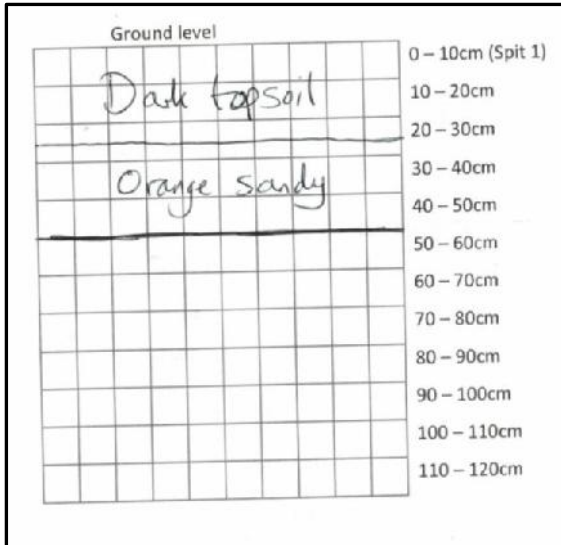 Ground level
0 – 10cm (Spit 1)
Dark topsoil
10 – 20cm
20 – 30cm
Orange sandy
30 – 40cm
40 – 50cm
50 – 60cm
60 – 70cm
70 – 80cm
80 – 90cm
90 – 100cm
100 – 110cm
110 – 120cm